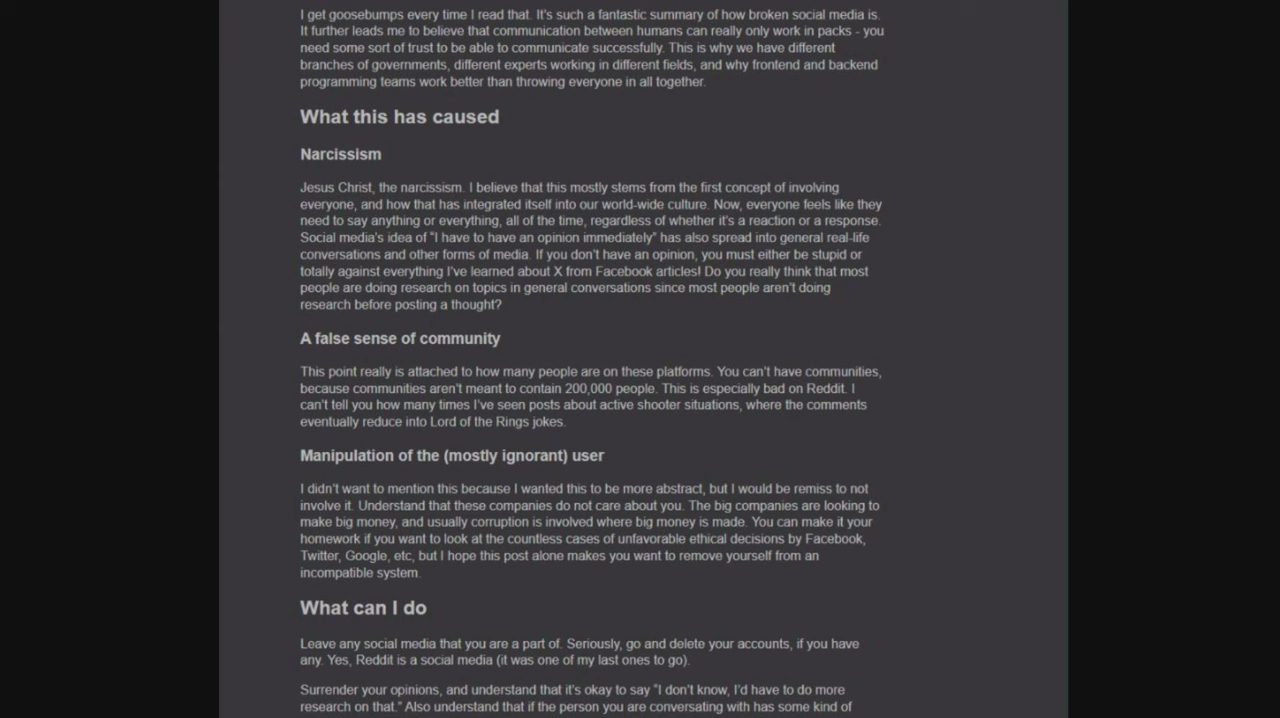 I get goosebumps every time I read that. It's such a fantastic summary of how broken social media is.
It further leads me to believe that communication between humans can really only work in packs - you
need some sort of trust to be able to communicate successfully. This is why we have different
branches of governments, different experts working in different fields, and why frontend and backend
programming teams work better than throwing everyone in all together.
What this has caused
Narcissism
Jesus Christ, the narcissism. I believe that this mostly stems from the first concept of involving
everyone, and how that has integrated itself into our world-wide culture. Now, everyone feels like they
need to say anything or everything, all of the time, regardless of whether it's a reaction or a response.
Social media's idea of "I have to have an opinion immediately" has also spread into general real-life
conversations and other forms of media. If you don't have an opinion, you must either be stupid or
totally against everything I've learned about X from Facebook articles! Do you really think that most
people are doing research on topics in general conversations since most people aren't doing
research before posting a thought?
A false sense of community
This point really is attached to how many people are on these platforms. You can't have communities,
because communities aren't meant to contain 200,000 people. This is especially bad on Reddit. I
can't tell you how many times I've seen posts about active shooter situations, where the comments
eventually reduce into Lord of the Rings jokes.
Manipulation of the (mostly ignorant) user
I didn't want to mention this because I wanted this to be more abstract, but I would be remiss to not
involve it. Understand that these companies do not care about you. The big companies are looking to
make big money, and usually corruption is involved where big money is made. You can make it your
homework if you want to look at the countless cases of unfavorable ethical decisions by Facebook,
Twitter, Google, etc, but I hope this post alone makes you want to remove yourself from an
incompatible system.
What can I do
Leave any social media that you are a part of. Seriously, go and delete your accounts, if you have
any. Yes, Reddit is a social media (it was one of my last ones to go).
Surrender your opinions, and understand that it's okay to say "I don't know, I'd have to do more
research on that." Also understand that if the person you are conversating with has some kind of